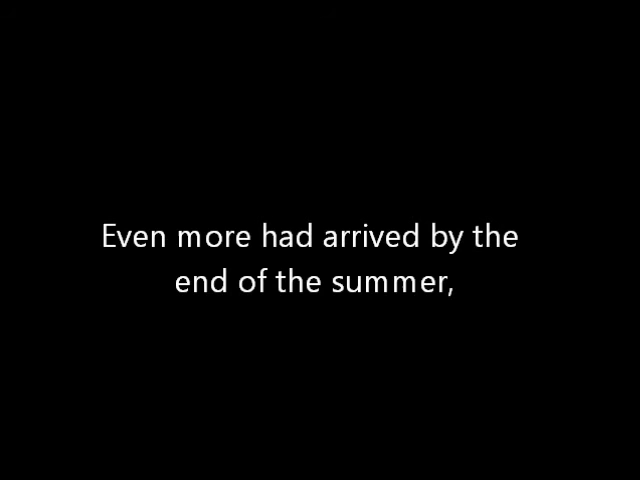 Even more had arrived by the
end of the summer,